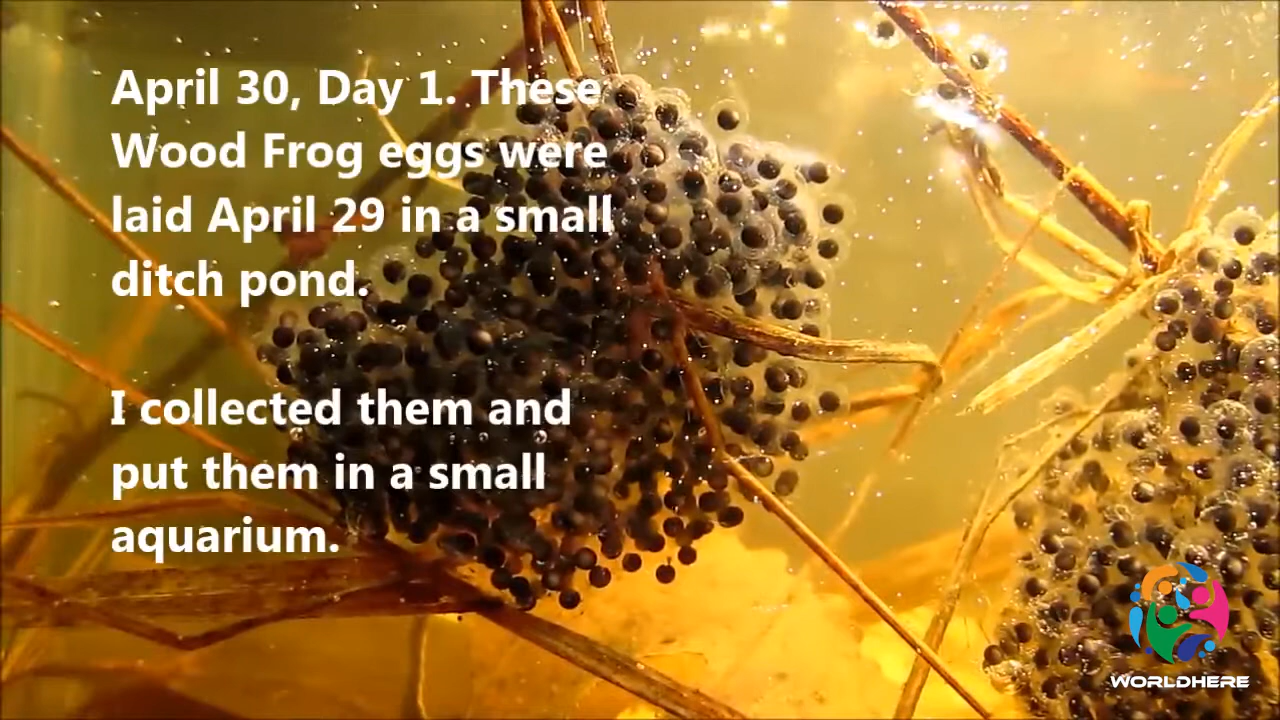 April 30, Day 1. These
Wood Frog eggs were
laid April 29 in a small
ditch pond.
I collected them and
put them in a small
aquarium.
WORLDHERE